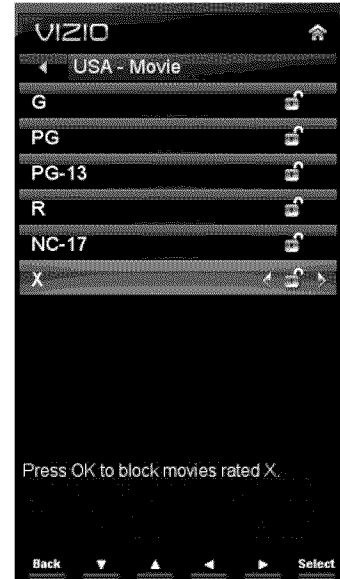 VIZIO
USA - Movie
G
PG
PG-13
R
NC-17
X
Press OK to block movies rated X.
Back Select